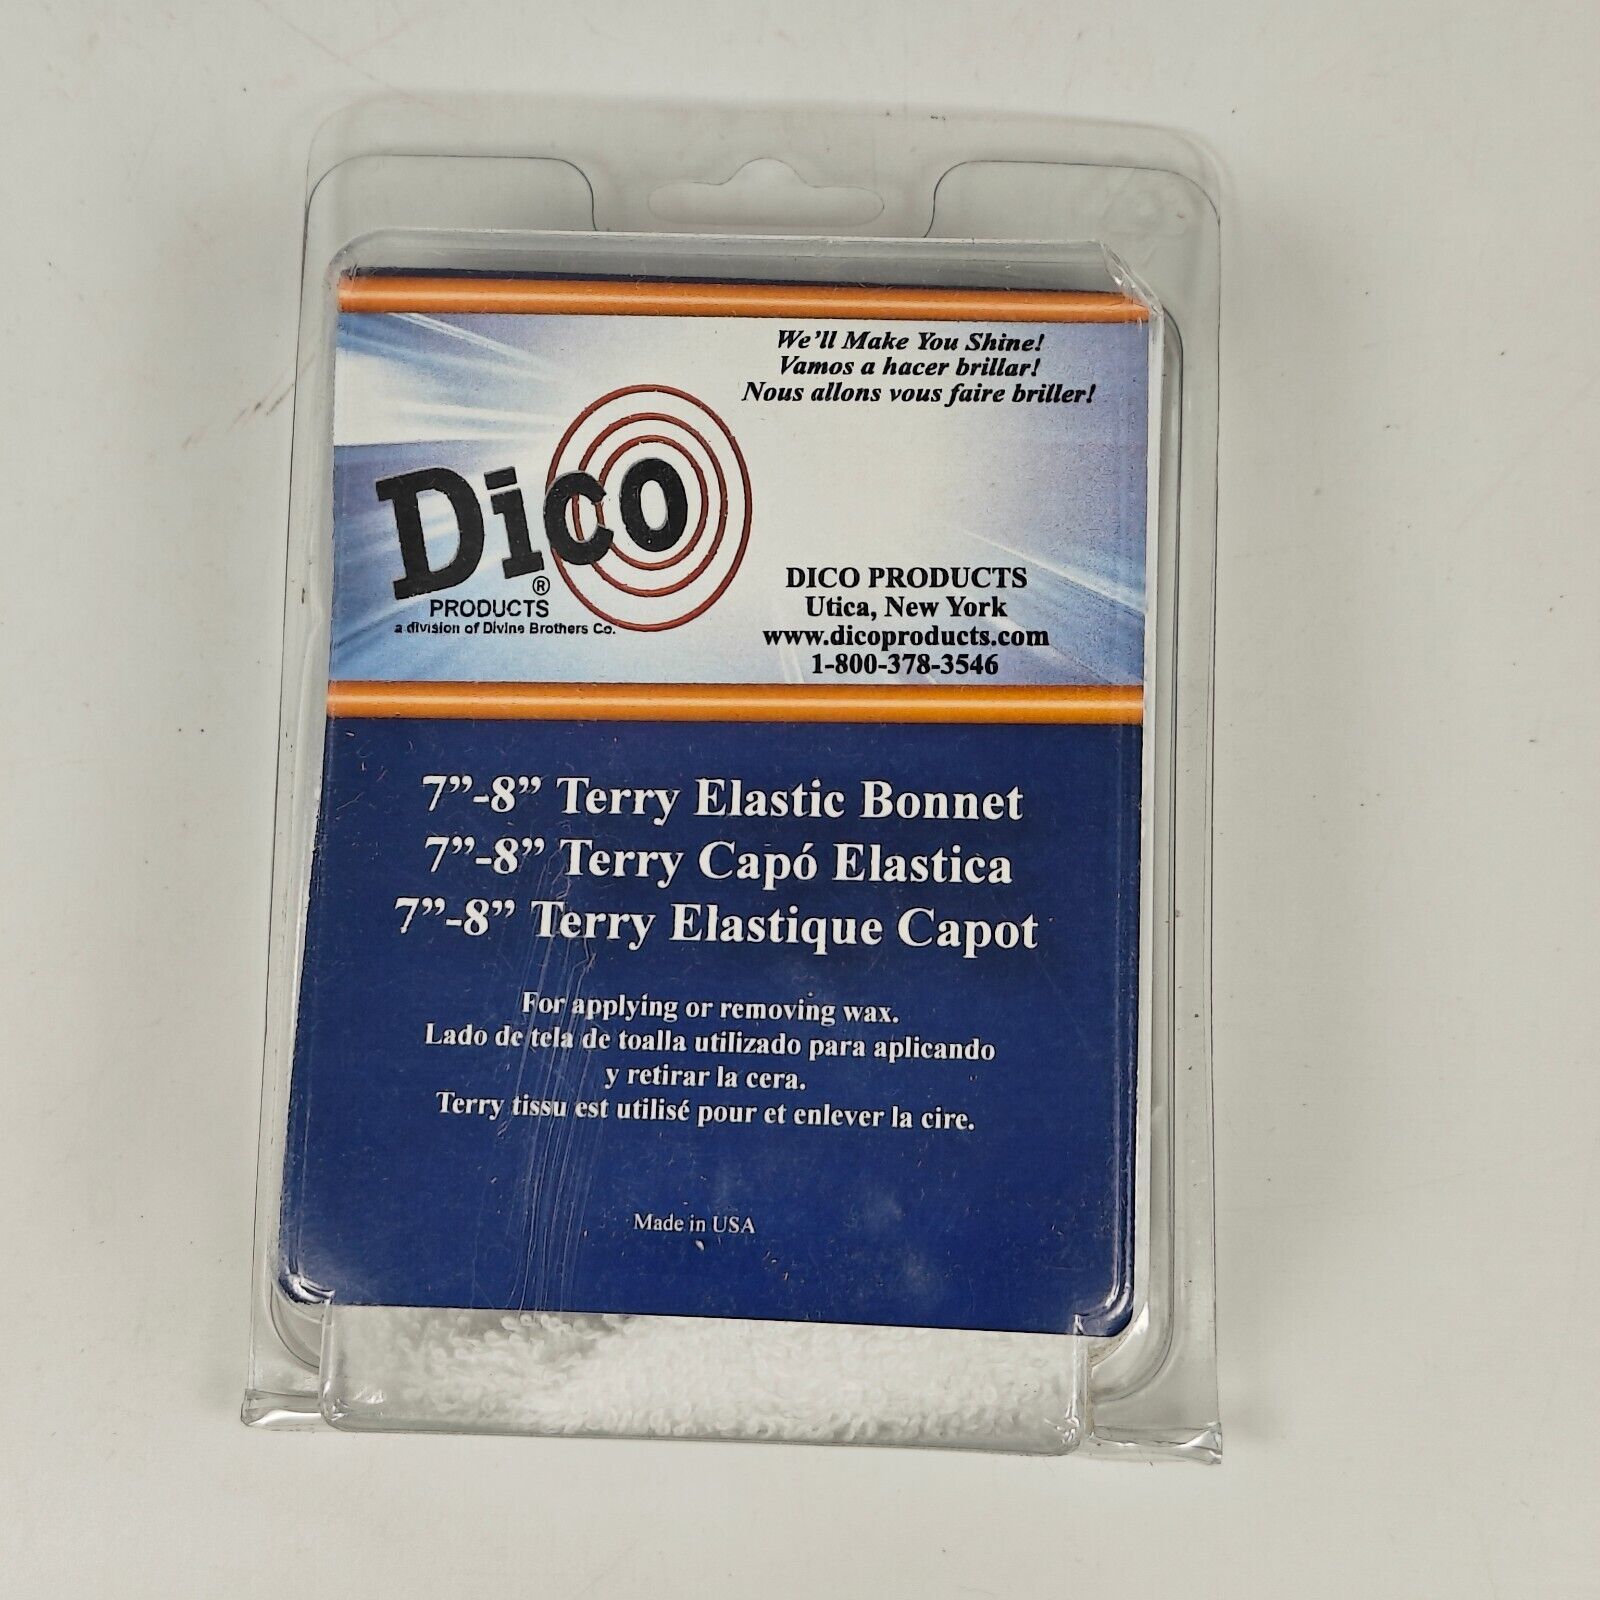 We'll Make You Shine!
Vamos a hacer brillar!
Nous allons vous faire briller!
Dico
®
PRODUCTS
a division of Divine Brothers Co.
DICO PRODUCTS
Utica, New York
www.dicoproducts.com
1-800-378-3546
7”-8” Terry Elastic Bonnet
7”-8” Terry Capó Elastica
7”-8” Terry Elastique Capot
For applying or removing wax.
Lado de tela de toalla utilizado para aplicando
y retirar la cera.
Terry tissu est utilisé pour et enlever la cire.
Made in USA